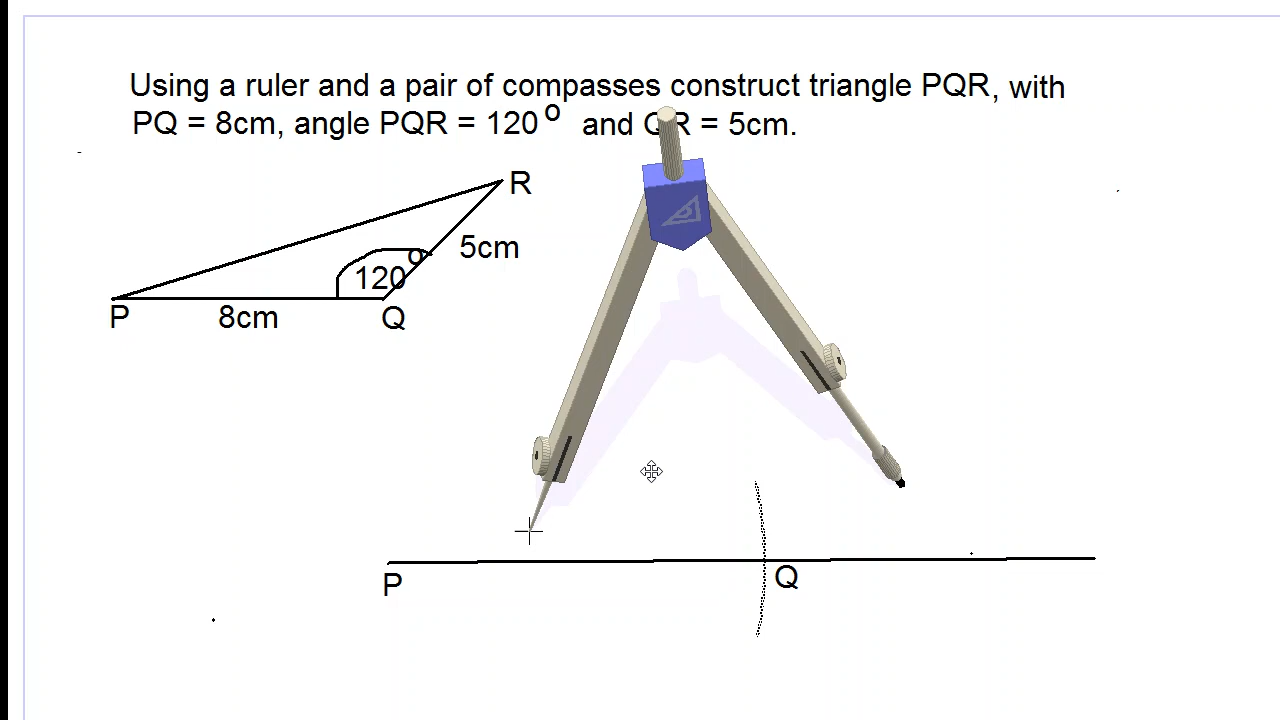 Using a ruler and a pair of compasses construct triangle PQR, with
PQ = 8cm, angle PQR = 120° and QR = 5cm.
R
5cm
120°
P
8cm
Q
P
Q